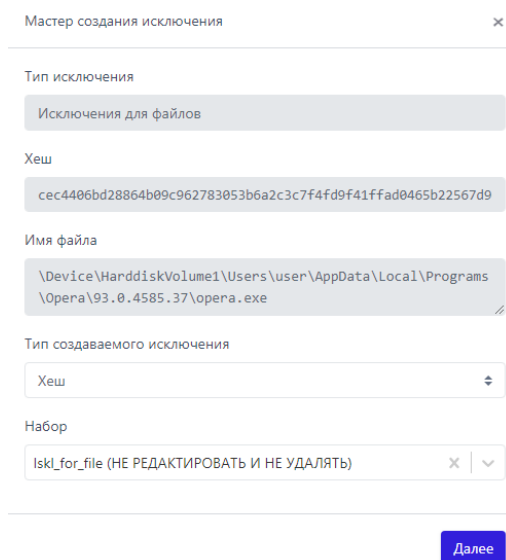 Мастер создания исключения
Тип исключения
Исключения для файлов
Хеш
cec4406bd28864b09c962783053b6a2c3c7f4fd9f41ffad0465b22567d9
Имя файла
\Device\HarddiskVolume1\Users\user\AppData\Local\Programs
\Opera\93.0.4585.37\opera.exe
Тип создаваемого исключения
Хеш
Набор
lskl_for_file (НЕ РЕДАКТИРОВАТЬ И НЕ УДАЛЯТЬ)
Далее